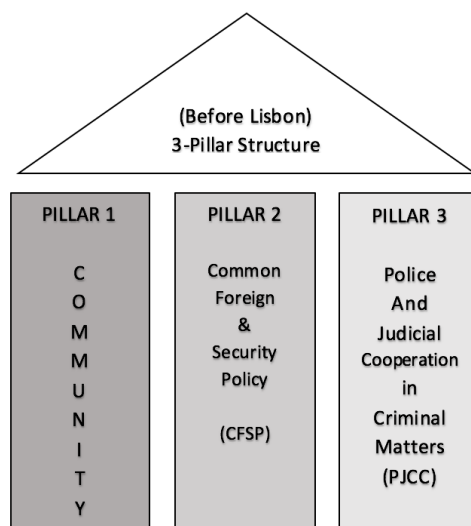 (Before Lisbon)
3-Pillar Structure
PILLAR 1
C
O
M
M
U
N
I
T
Y
PILLAR 2
Common
Foreign
&
Security
Policy
(CFSP)
PILLAR 3
Police
And
Judicial
Cooperation
in
Criminal
Matters
(PJCC)